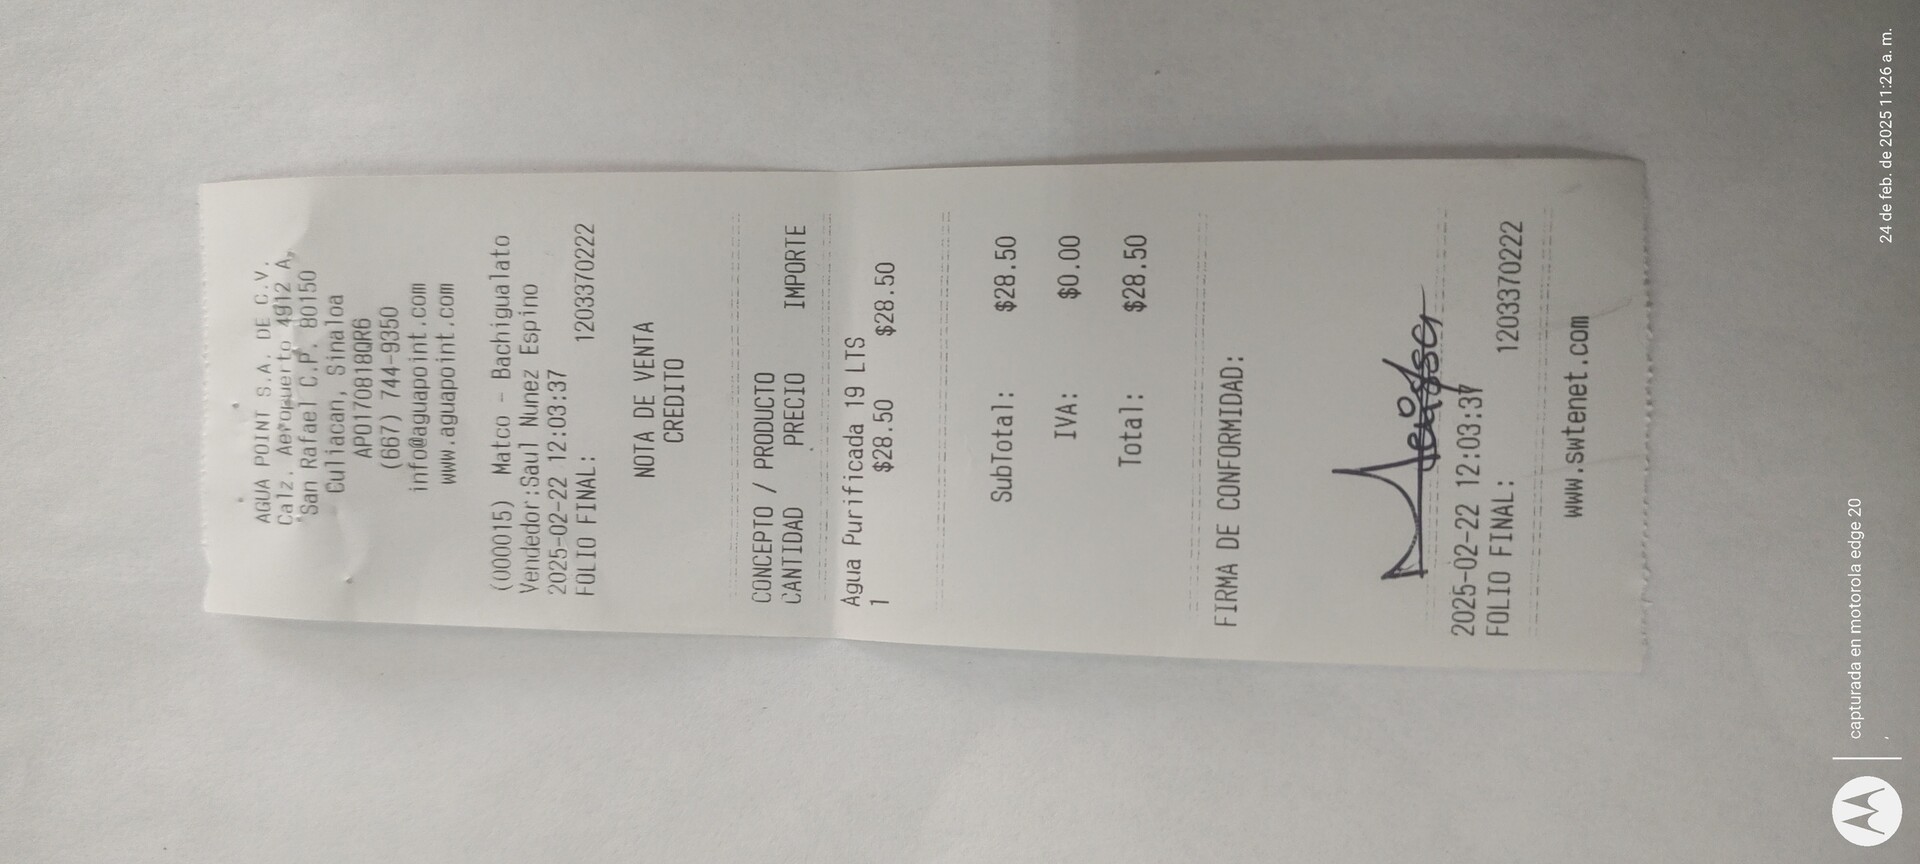 AGUA POINT S.A. DE C.V.
Calz. Aeropuerto 4912 A,
San Rafael C.P. 80150
Culiacan, Sinaloa
APO170818QR6
(667) 744-9350
info@aguapoint.com
www.aguapoint.com
(000015) Matco - Bachigualato
Vendedor:Saul Nunez Espino
2025-02-22 12:03:37
FOLIO FINAL: 1203370222
NOTA DE VENTA
CREDITO
CONCEPTO / PRODUCTO
CANTIDAD PRECIO IMPORTE
Agua Purificada 19 LTS
1 $28.50 $28.50
SubTotal: $28.50
IVA: $0.00
Total: $28.50
FIRMA DE CONFORMIDAD:
2025-02-22 12:03:37
FOLIO FINAL: 1203370222
www.swtenet.com
capturada en motorola edge 20
24 de feb. de 2025 11:26 a. m.